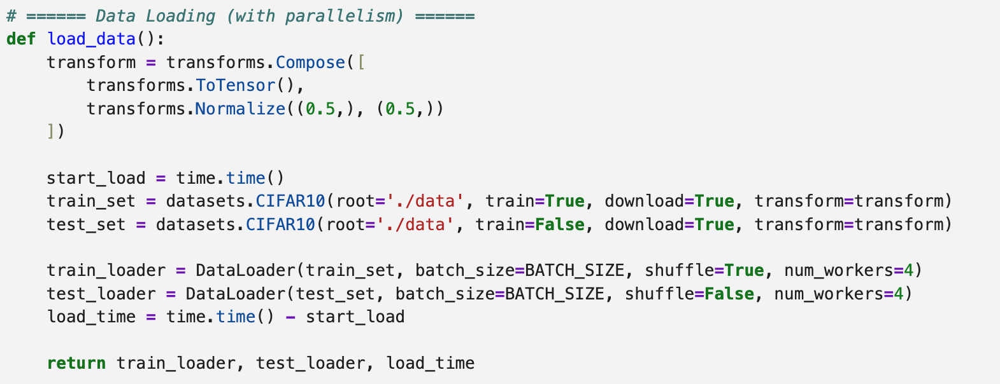 # ====== Data Loading (with parallelism) ======
def load_data():
    transform = transforms.Compose([
        transforms.ToTensor(),
        transforms.Normalize((0.5,), (0.5,))
    ])

    start_load = time.time()
    train_set = datasets.CIFAR10(root='./data', train=True, download=True, transform=transform)
    test_set = datasets.CIFAR10(root='./data', train=False, download=True, transform=transform)

    train_loader = DataLoader(train_set, batch_size=BATCH_SIZE, shuffle=True, num_workers=4)
    test_loader = DataLoader(test_set, batch_size=BATCH_SIZE, shuffle=False, num_workers=4)
    load_time = time.time() - start_load

    return train_loader, test_loader, load_time